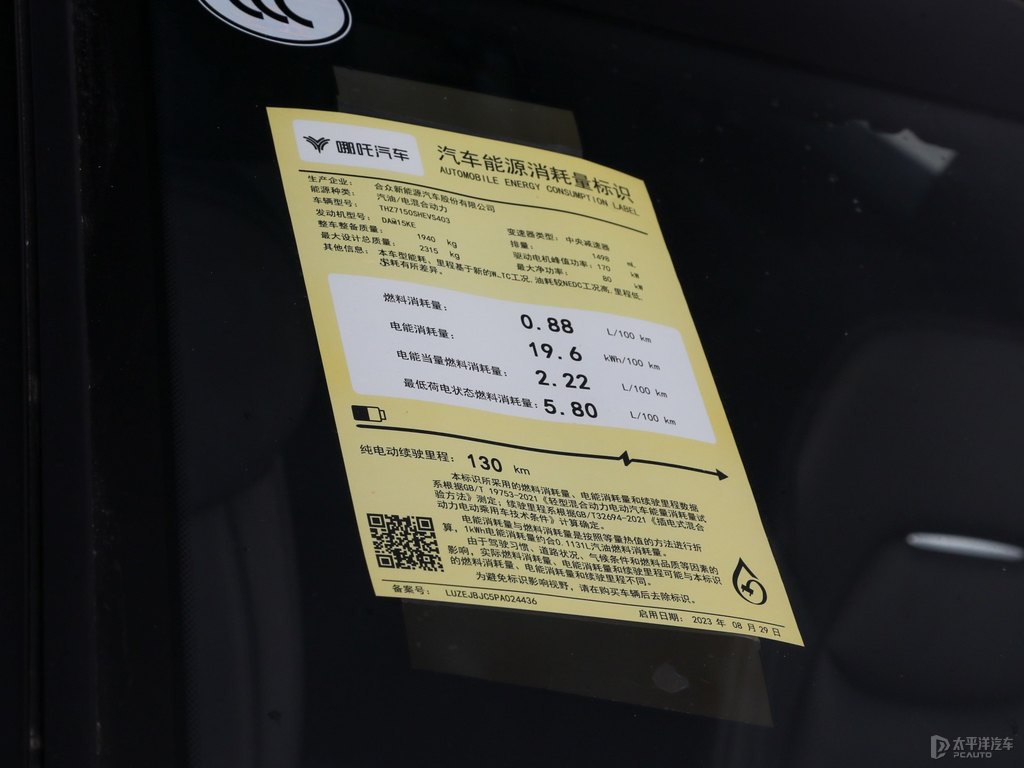 CCC
哪吒汽车
汽车能源消耗量标识
AUTOMOBILE ENERGY CONSUMPTION LABEL
生产企业: 合众新能源汽车股份有限公司
能源种类: 汽油/电混合动力
车辆型号: THZ7150SHEVS403
发动机型号: DAM15KE 变速器类型: 中央减速器
整车整备质量: 1940 kg 排量: 1498 mL
最大设计总质量: 2315 kg 驱动电机峰值功率: 170 kW
最大净功率: 80 kW
其他信息: 本车型能耗、里程基于新的WLTC工况,油耗较NEDC工况高,里程低,
实耗有所差异。
燃料消耗量: 0.88 L/100 km
电能消耗量: 19.6 kWh/100 km
电能当量燃料消耗量: 2.22 L/100 km
最低荷电状态燃料消耗量: 5.80 L/100 km
纯电动续驶里程: 130 km
本标识所采用的燃料消耗量、电能消耗量和续驶里程数据
系根据GB/T 19753-2021《轻型混合动力电动汽车能量消耗量试
验方法》测定；续驶里程系根据GB/T32694-2021《插电式混合
动力电动乘用车技术条件》计算确定。
电能消耗量与燃料消耗量是按照等量热值的方法进行折
算，1kWh电能消耗量约合0.1131L汽油燃料消耗量。
由于驾驶习惯、道路状况、气候条件和燃料品质等因素的
影响，实际燃料消耗量、电能消耗量和续驶里程可能与本标识
的燃料消耗量、电能消耗量和续驶里程不同。
为避免标识影响视野，请在购买车辆后去除标识。
备案号: LUZEJBJC5PA024436 启用日期: 2023 年 08 月 29 日
太平洋汽车
PCAUTO